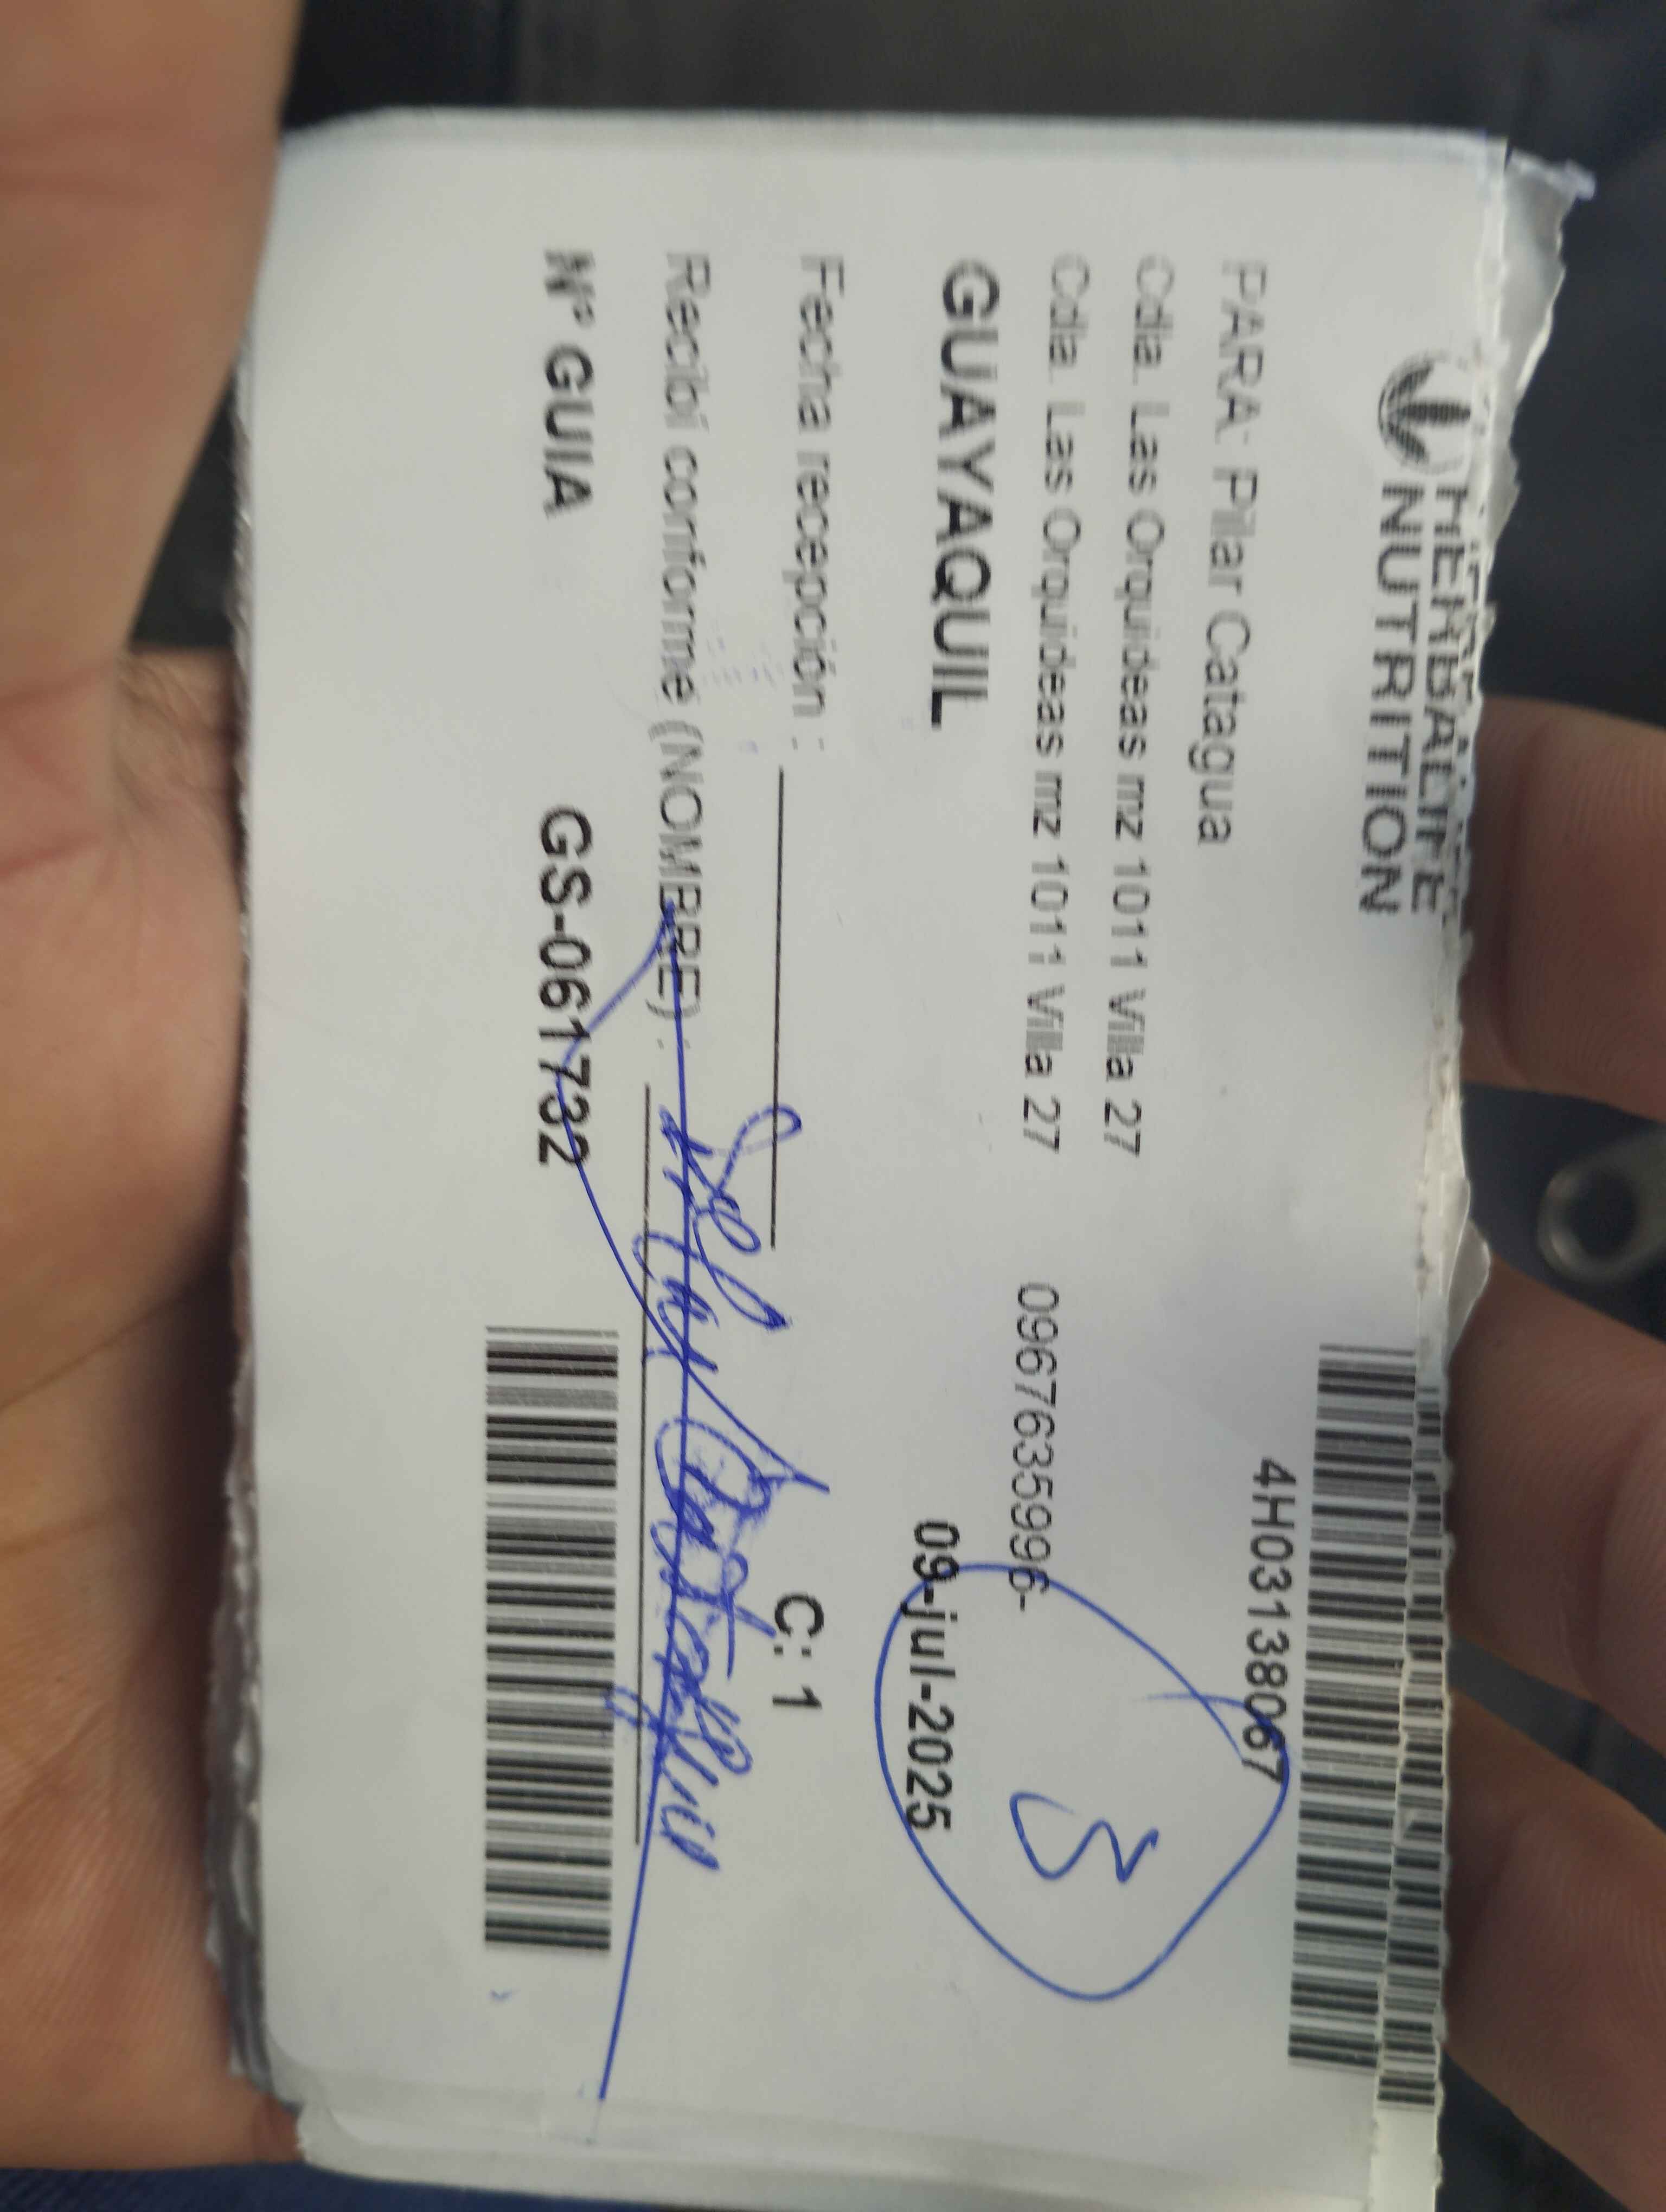 HERBALIFE
NUTRITION
4H03138067
PARA: Pilar Catagua
Cdla. Las Orquideas mz 1011 Villa 27
Cdla. Las Orquideas mz 1011 Villa 27 0967635996-
3
GUAYAQUIL 09-jul-2025
Fecha recepción : C: 1
Recibí conforme (NOMBRE) :
Nº GUIA GS-061732